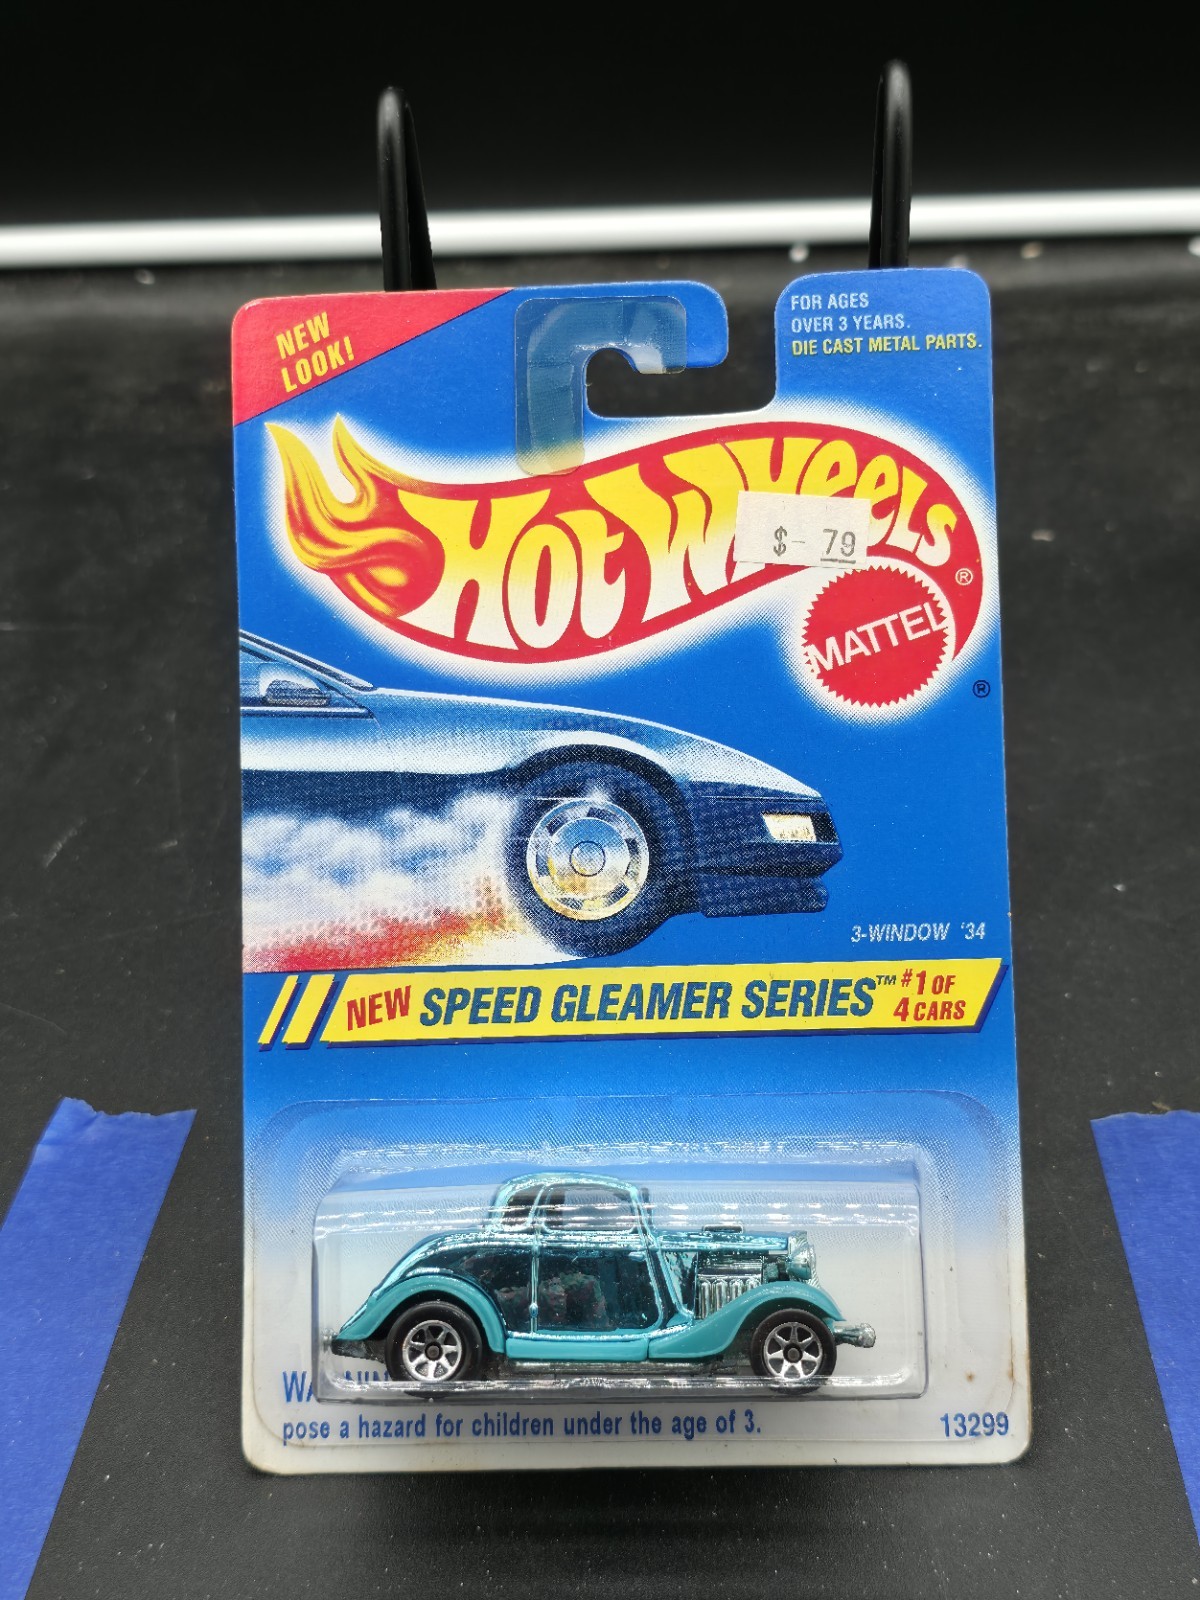 NEW
LOOK!
FOR AGES
OVER 3 YEARS.
DIE CAST METAL PARTS.
HOT WHEELS ®
$- 79
MATTEL
®
3-WINDOW '34
NEW SPEED GLEAMER SERIES™ #1 OF
4 CARS
pose a hazard for children under the age of 3.
13299